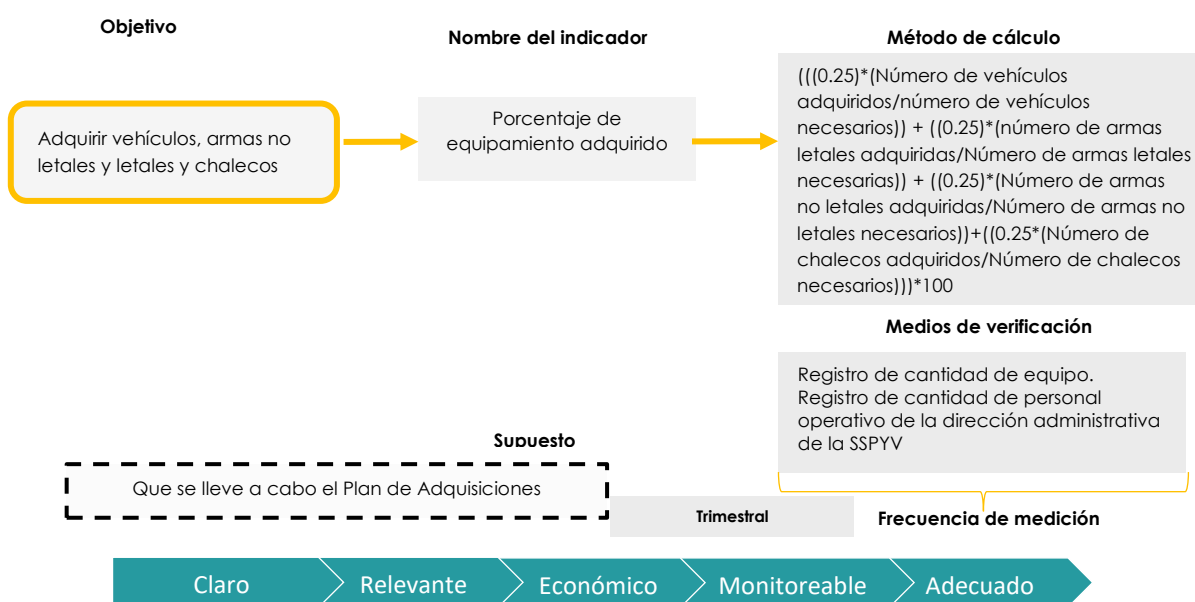 Objetivo
Nombre del indicador
Método de cálculo
Adquirir vehículos, armas no
letales y letales y chalecos
Porcentaje de
equipamiento adquirido
(((0.25)*(Número de vehículos
adquiridos/número de vehículos
necesarios)) + ((0.25)*(número de armas
letales adquiridas/Número de armas letales
necesarias)) + ((0.25)*(Número de armas
no letales adquiridas/Número de armas no
letales necesarios))+((0.25*(Número de
chalecos adquiridos/Número de chalecos
necesarios)))*100
Medios de verificación
Registro de cantidad de equipo.
Registro de cantidad de personal
operativo de la dirección administrativa
de la SSPYV
Supuesto
Que se lleve a cabo el Plan de Adquisiciones
Trimestral
Frecuencia de medición
Claro
Relevante
Económico
Monitoreable
Adecuado